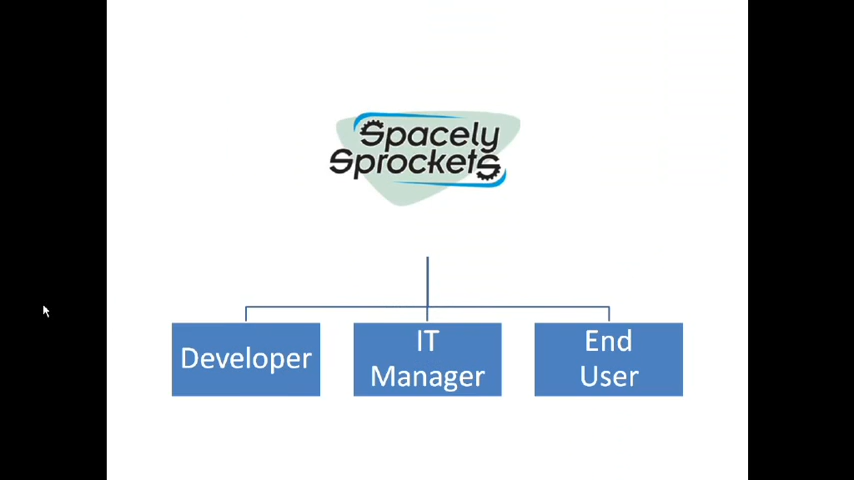 Spacely
Sprockets
Developer
IT
Manager
End
User